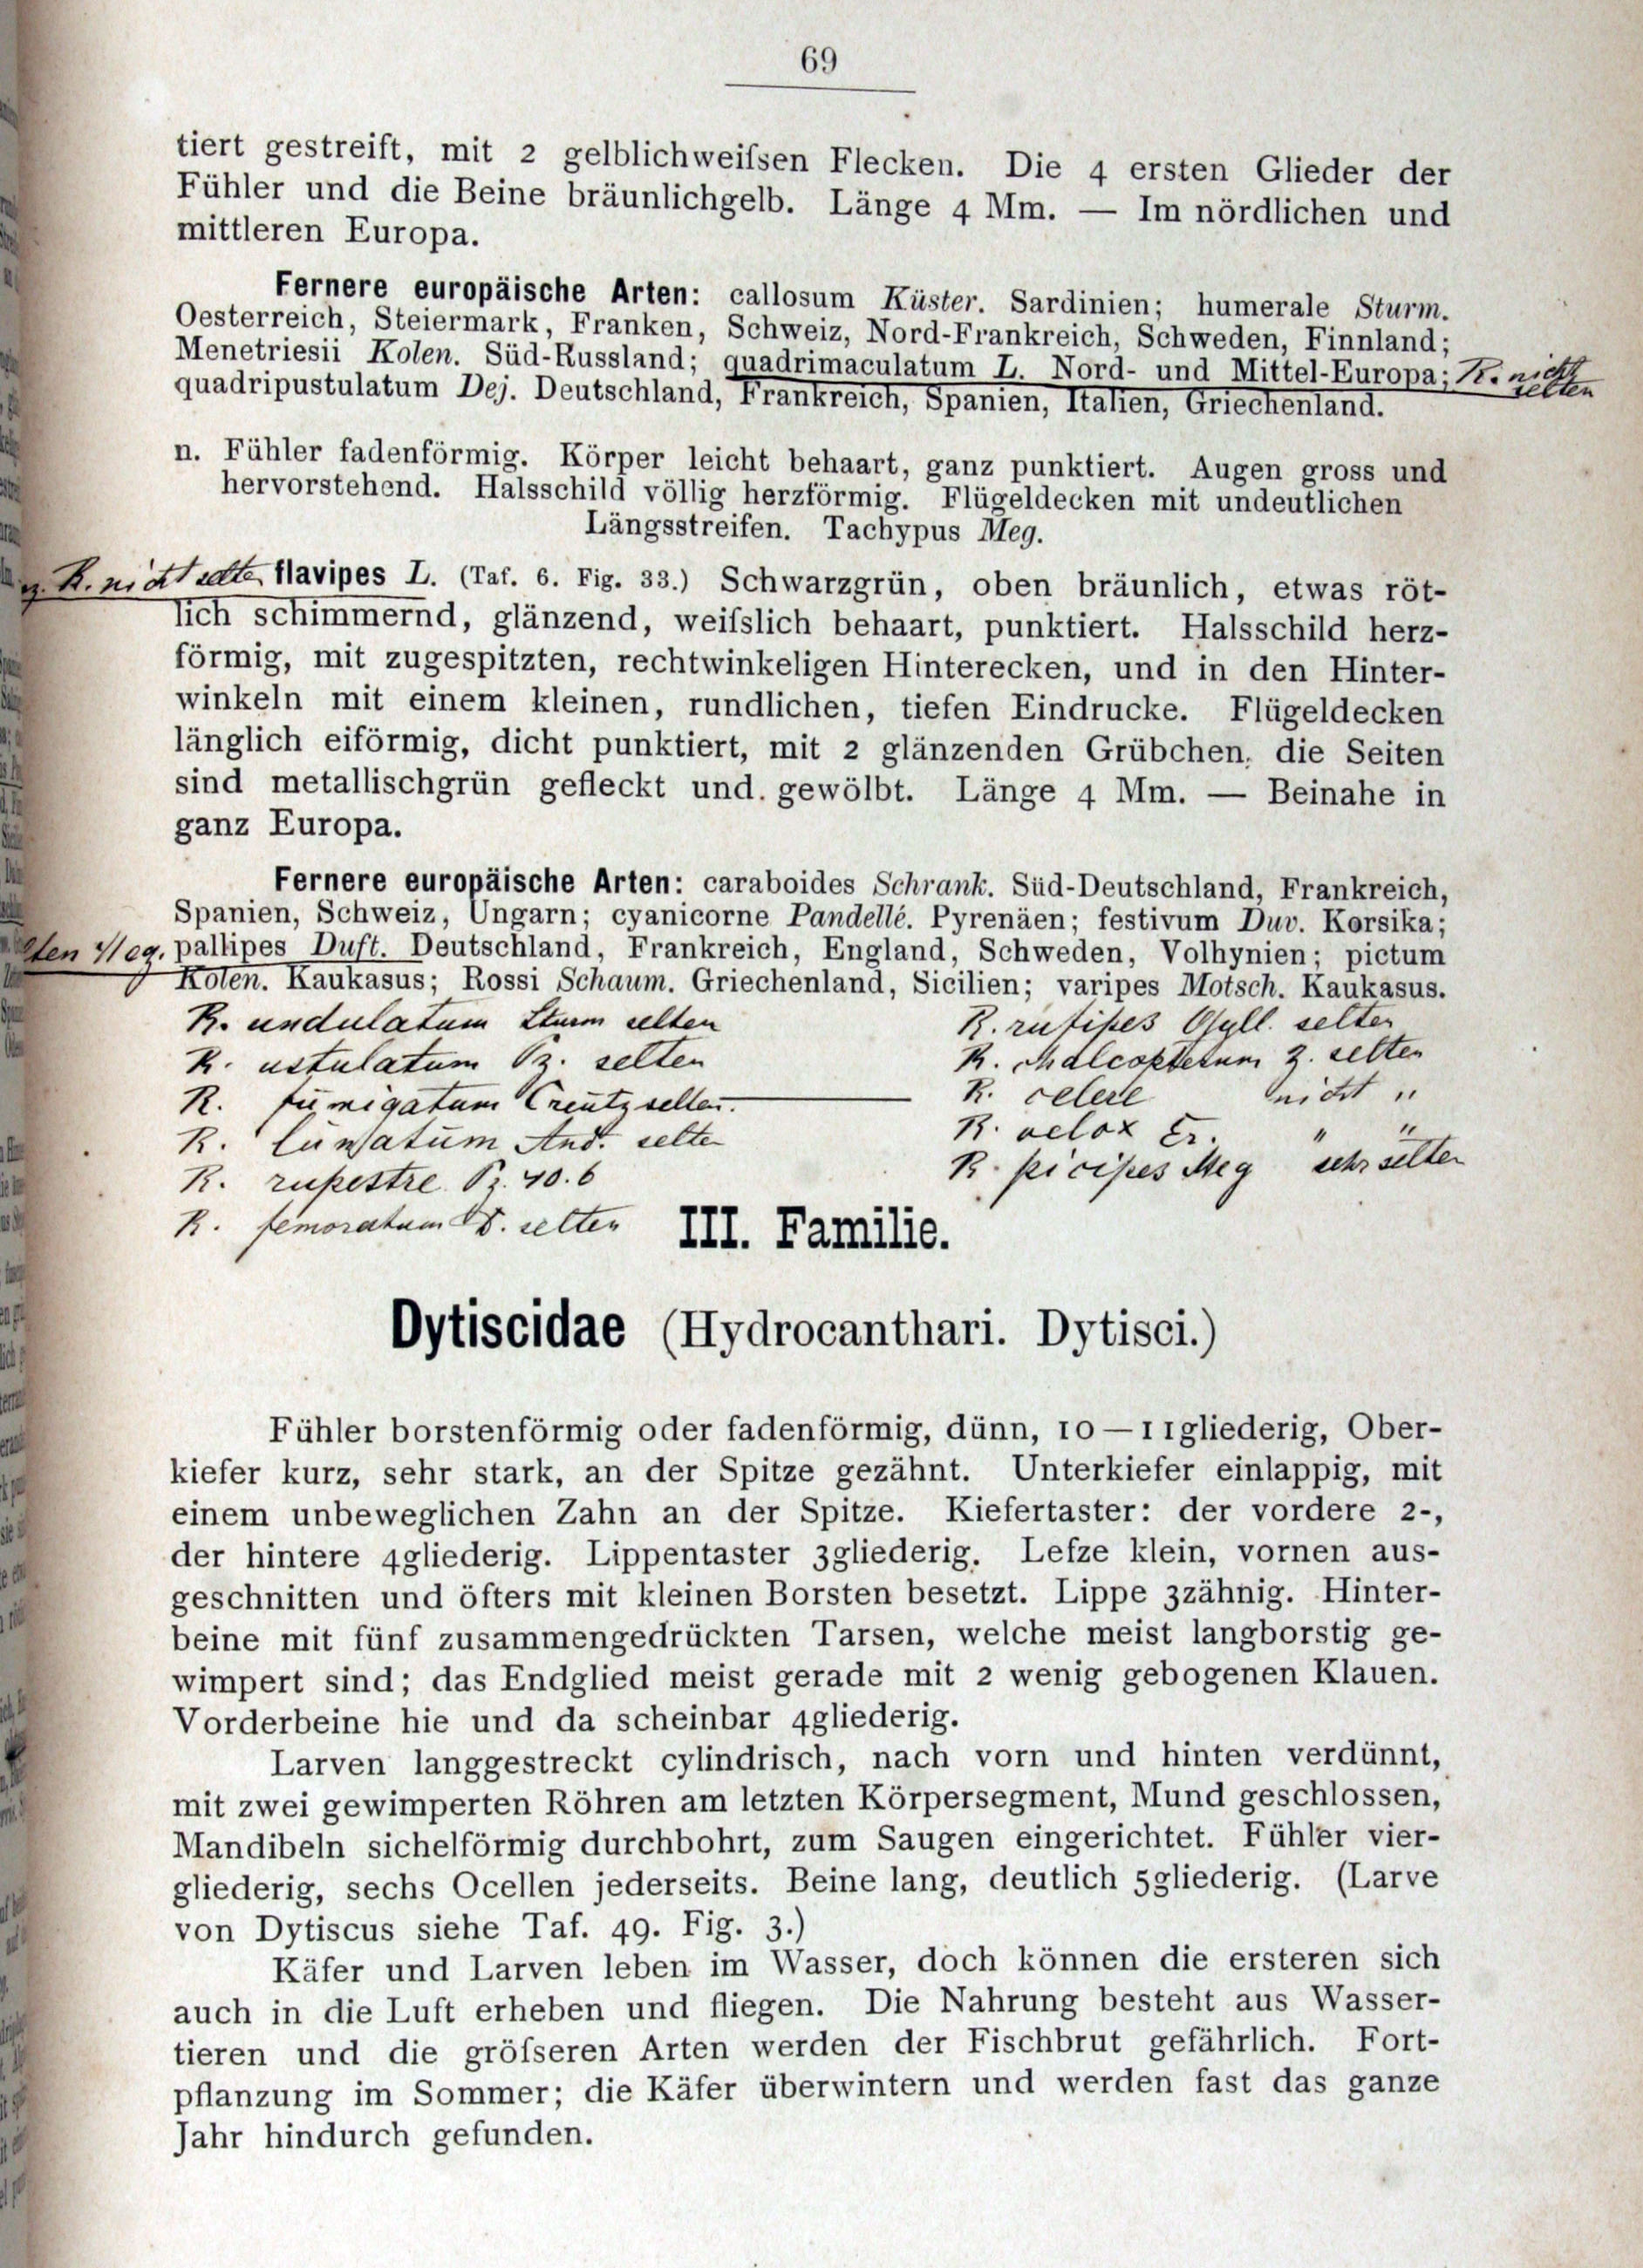 69
tiert gestreift, mit 2 gelblichweiſsen Flecken. Die 4 ersten Glieder der
Fühler und die Beine bräunlichgelb. Länge 4 Mm. — Im nördlichen und
mittleren Europa.
Fernere europäische Arten: callosum Küster. Sardinien; humerale Sturm.
Oesterreich, Steiermark, Franken, Schweiz, Nord-Frankreich, Schweden, Finnland;
Menetriesii Kolen. Süd-Russland; quadrimaculatum L. Nord- und Mittel-Europa; R. nicht selten
quadripustulatum Dej. Deutschland, Frankreich, Spanien, Italien, Griechenland.
n. Fühler fadenförmig. Körper leicht behaart, ganz punktiert. Augen gross und
hervorstehend. Halsschild völlig herzförmig. Flügeldecken mit undeutlichen
Längsstreifen. Tachypus Meg.
R. nicht selten flavipes L. (Taf. 6. Fig. 33.) Schwarzgrün, oben bräunlich, etwas röt-
lich schimmernd, glänzend, weiſslich behaart, punktiert. Halsschild herz-
förmig, mit zugespitzten, rechtwinkeligen Hinterecken, und in den Hinter-
winkeln mit einem kleinen, rundlichen, tiefen Eindrucke. Flügeldecken
länglich eiförmig, dicht punktiert, mit 2 glänzenden Grübchen, die Seiten
sind metallischgrün gefleckt und. gewölbt. Länge 4 Mm. — Beinahe in
ganz Europa.
Fernere europäische Arten: caraboides Schrank. Süd-Deutschland, Frankreich,
Spanien, Schweiz, Ungarn; cyanicorne Pandellé. Pyrenäen; festivum Duv. Korsika;
Meg. pallipes Duft. Deutschland, Frankreich, England, Schweden, Volhynien; pictum
Kolen. Kaukasus; Rossi Schaum. Griechenland, Sicilien; varipes Motsch. Kaukasus.
R. undulatum Sturm selten
R. ustulatum Pz. selten
R. fumigatum Creutz selten.
R. lunatum And. selten
R. rupestre Pz. 40.6
R. femoratum selten
R. rufipes Gyll. selten
R. chalcopterum Z. selten
R. celere nicht "
R. velox Er. " "
R. picipes Meg sehr selten
III. Familie.
Dytiscidae (Hydrocanthari. Dytisci.)
Fühler borstenförmig oder fadenförmig, dünn, 10—11gliederig, Ober-
kiefer kurz, sehr stark, an der Spitze gezähnt. Unterkiefer einlappig, mit
einem unbeweglichen Zahn an der Spitze. Kiefertaster: der vordere 2-,
der hintere 4gliederig. Lippentaster 3gliederig. Lefze klein, vornen aus-
geschnitten und öfters mit kleinen Borsten besetzt. Lippe 3zähnig. Hinter-
beine mit fünf zusammengedrückten Tarsen, welche meist langborstig ge-
wimpert sind; das Endglied meist gerade mit 2 wenig gebogenen Klauen.
Vorderbeine hie und da scheinbar 4gliederig.
Larven langgestreckt cylindrisch, nach vorn und hinten verdünnt,
mit zwei gewimperten Röhren am letzten Körpersegment, Mund geschlossen,
Mandibeln sichelförmig durchbohrt, zum Saugen eingerichtet. Fühler vier-
gliederig, sechs Ocellen jederseits. Beine lang, deutlich 5gliederig. (Larve
von Dytiscus siehe Taf. 49. Fig. 3.)
Käfer und Larven leben im Wasser, doch können die ersteren sich
auch in die Luft erheben und fliegen. Die Nahrung besteht aus Wasser-
tieren und die gröſseren Arten werden der Fischbrut gefährlich. Fort-
pflanzung im Sommer; die Käfer überwintern und werden fast das ganze
Jahr hindurch gefunden.